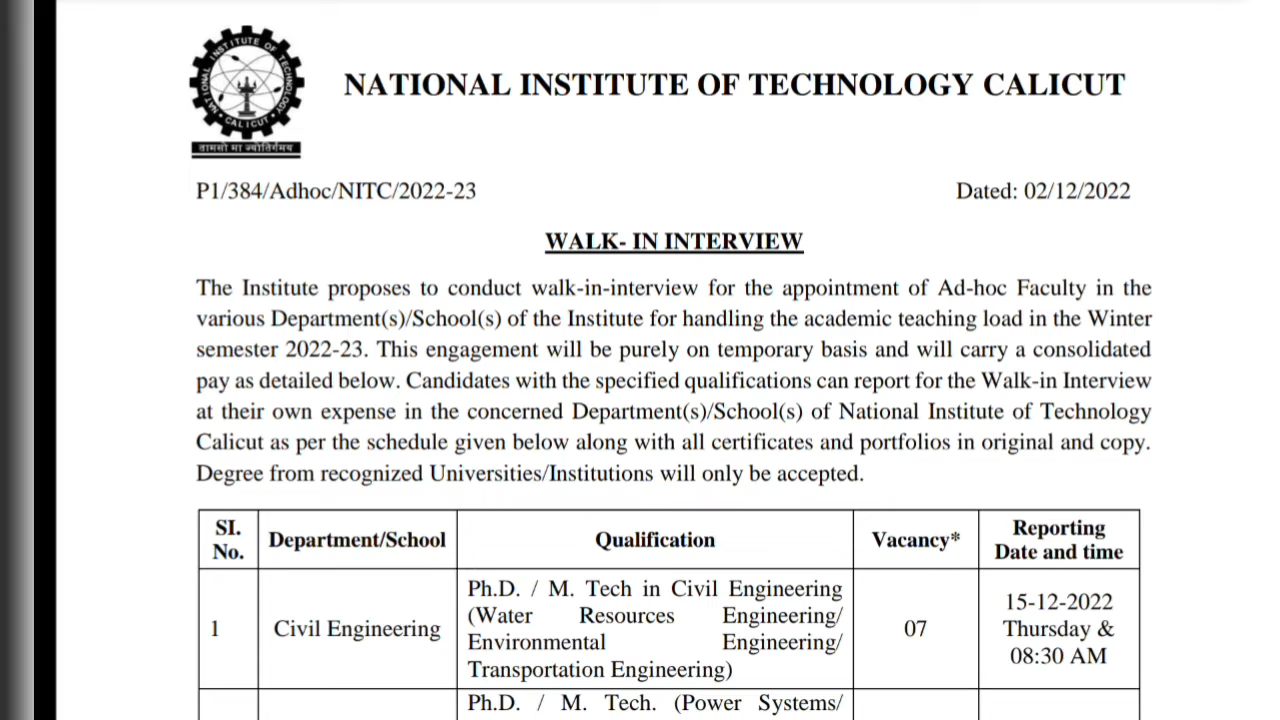 NATIONAL INSTITUTE OF TECHNOLOGY
CALICUT
तामसो मा ज्योतिर्गमय
NATIONAL INSTITUTE OF TECHNOLOGY CALICUT
P1/384/Adhoc/NITC/2022-23 Dated: 02/12/2022
WALK- IN INTERVIEW
The Institute proposes to conduct walk-in-interview for the appointment of Ad-hoc Faculty in the
various Department(s)/School(s) of the Institute for handling the academic teaching load in the Winter
semester 2022-23. This engagement will be purely on temporary basis and will carry a consolidated
pay as detailed below. Candidates with the specified qualifications can report for the Walk-in Interview
at their own expense in the concerned Department(s)/School(s) of National Institute of Technology
Calicut as per the schedule given below along with all certificates and portfolios in original and copy.
Degree from recognized Universities/Institutions will only be accepted.
SI.
No.
Department/School
Qualification
Vacancy*
Reporting
Date and time
1
Civil Engineering
Ph.D. / M. Tech in Civil Engineering
(Water Resources Engineering/
Environmental Engineering/
Transportation Engineering)
07
15-12-2022
Thursday &
08:30 AM
Ph.D. / M. Tech. (Power Systems/